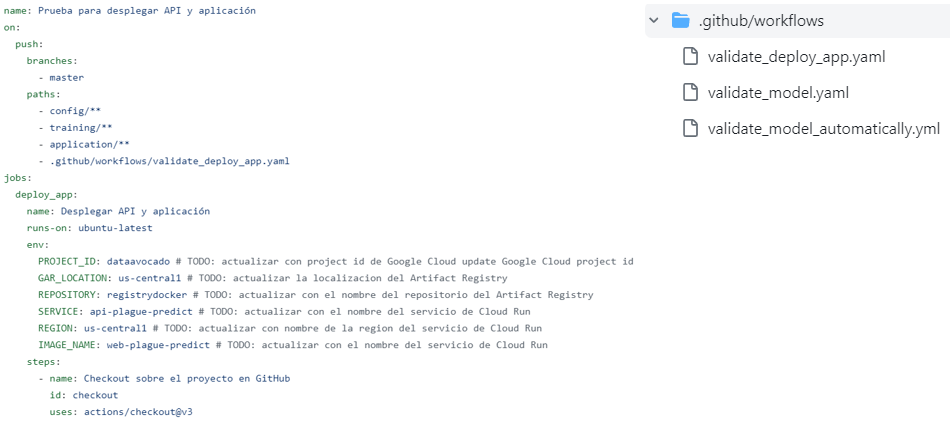 name: Prueba para desplegar API y aplicación
on:
  push:
    branches:
      - master
    paths:
      - config/**
      - training/**
      - application/**
      - .github/workflows/validate_deploy_app.yaml
jobs:
  deploy_app:
    name: Desplegar API y aplicación
    runs-on: ubuntu-latest
    env:
      PROJECT_ID: dataavocado # TODO: actualizar con project id de Google Cloud update Google Cloud project id
      GAR_LOCATION: us-central1 # TODO: actualizar la localizacion del Artifact Registry
      REPOSITORY: registrydocker # TODO: actualizar con el nombre del repositorio del Artifact Registry
      SERVICE: api-plague-predict # TODO: actualizar con el nombre del servicio de Cloud Run
      REGION: us-central1 # TODO: actualizar con nombre de la region del servicio de Cloud Run
      IMAGE_NAME: web-plague-predict # TODO: actualizar con el nombre del servicio de Cloud Run
    steps:
      - name: Checkout sobre el proyecto en GitHub
        id: checkout
        uses: actions/checkout@v3
.github/workflows
validate_deploy_app.yaml
validate_model.yaml
validate_model_automatically.yml